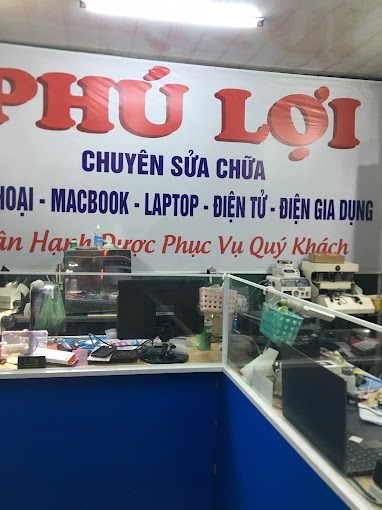 PHÚ LỢI
CHUYÊN SỬA CHỮA
HOẠI - MACBOOK - LAPTOP - ĐIỆN TỬ - ĐIỆN GIA DỤNG
ân Hạnh Được Phục Vụ Quý Khách